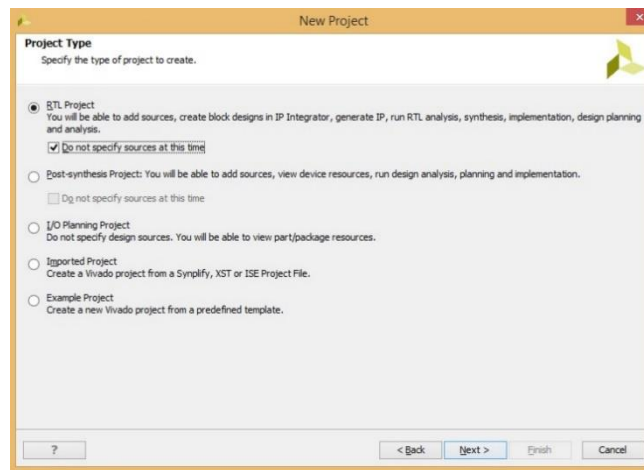 New Project
Project Type
Specify the type of project to create.
RTL Project
You will be able to add sources, create block designs in IP Integrator, generate IP, run RTL analysis, synthesis, implementation, design planning
and analysis.
Do not specify sources at this time
Post-synthesis Project: You will be able to add sources, view device resources, run design analysis, planning and implementation.
Do not specify sources at this time
I/O Planning Project
Do not specify design sources. You will be able to view part/package resources.
Imported Project
Create a Vivado project from a Synplify, XST or ISE Project File.
Example Project
Create a new Vivado project from a predefined template.
? < Back Next > Finish Cancel